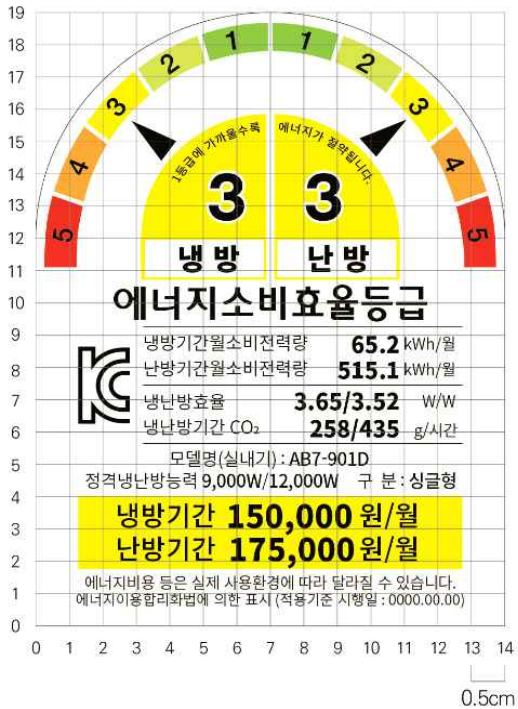 19
18
17
16
15
14
13
12
11
10
9
8
7
6
5
4
3
2
1
0
5 4 3 2 1 1 2 3 4 5
1등급에 가까울수록 에너지가 절약됩니다.
3 3
냉방 난방
에너지소비효율등급
냉방기간월소비전력량 65.2 kWh/월
난방기간월소비전력량 515.1 kWh/월
냉난방효율 3.65/3.52 W/W
냉난방기간 CO₂ 258/435 g/시간
모델명(실내기) : AB7-901D
정격냉난방능력 9,000W/12,000W 구 분 : 싱글형
냉방기간 150,000 원/월
난방기간 175,000 원/월
에너지비용 등은 실제 사용환경에 따라 달라질 수 있습니다.
에너지이용합리화법에 의한 표시 (적용기준 시행일 : 0000.00.00)
0 1 2 3 4 5 6 7 8 9 10 11 12 13 14
0.5cm